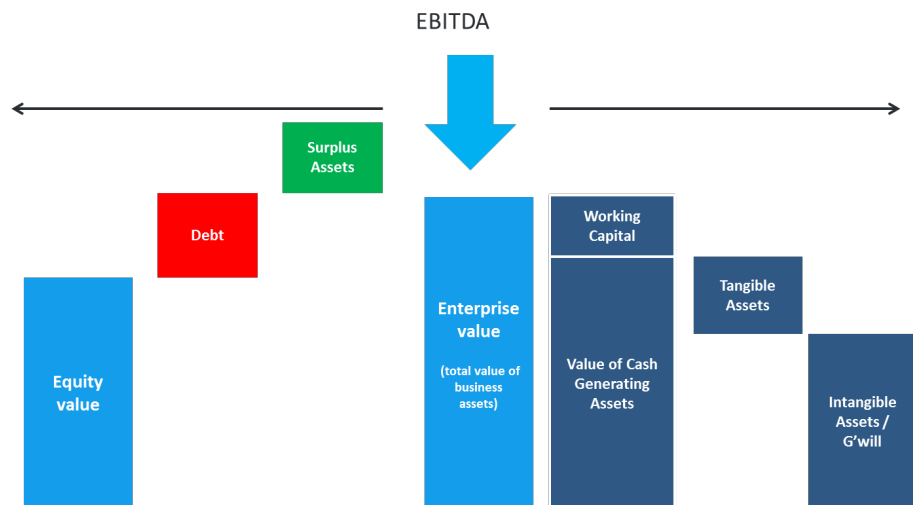 EBITDA
Surplus
Assets
Debt
Equity
value
Enterprise
value
(total value of
business
assets)
Working
Capital
Value of Cash
Generating
Assets
Tangible
Assets
Intangible
Assets /
G'will